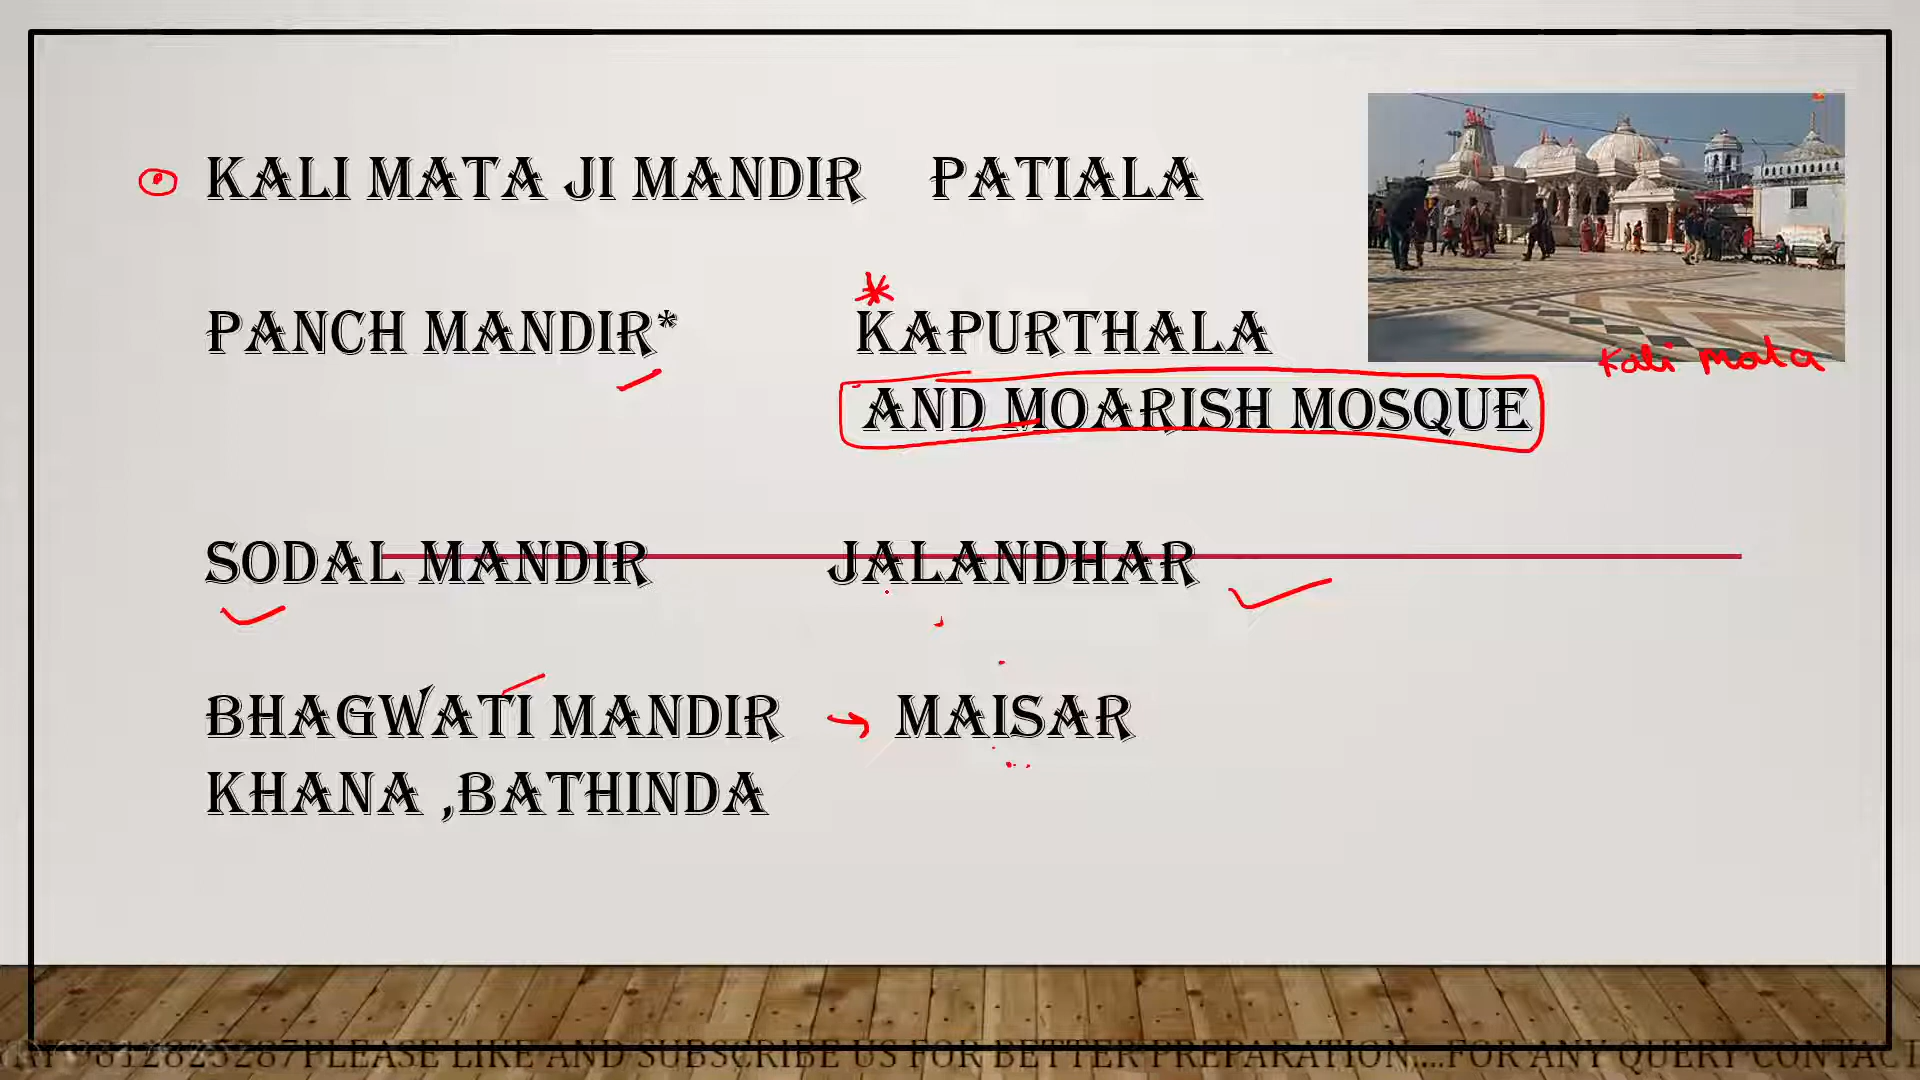 KALI MATA JI MANDIR PATIALA
PANCH MANDIR* *KAPURTHALA
AND MOARISH MOSQUE
Kali Mata
SODAL MANDIR JALANDHAR
BHAGWATI MANDIR → MAISAR
KHANA ,BATHINDA
PLEASE LIKE AND SUBSCRIBE US FOR BETTER PREPARATION....FOR ANY QUERY CONTACT